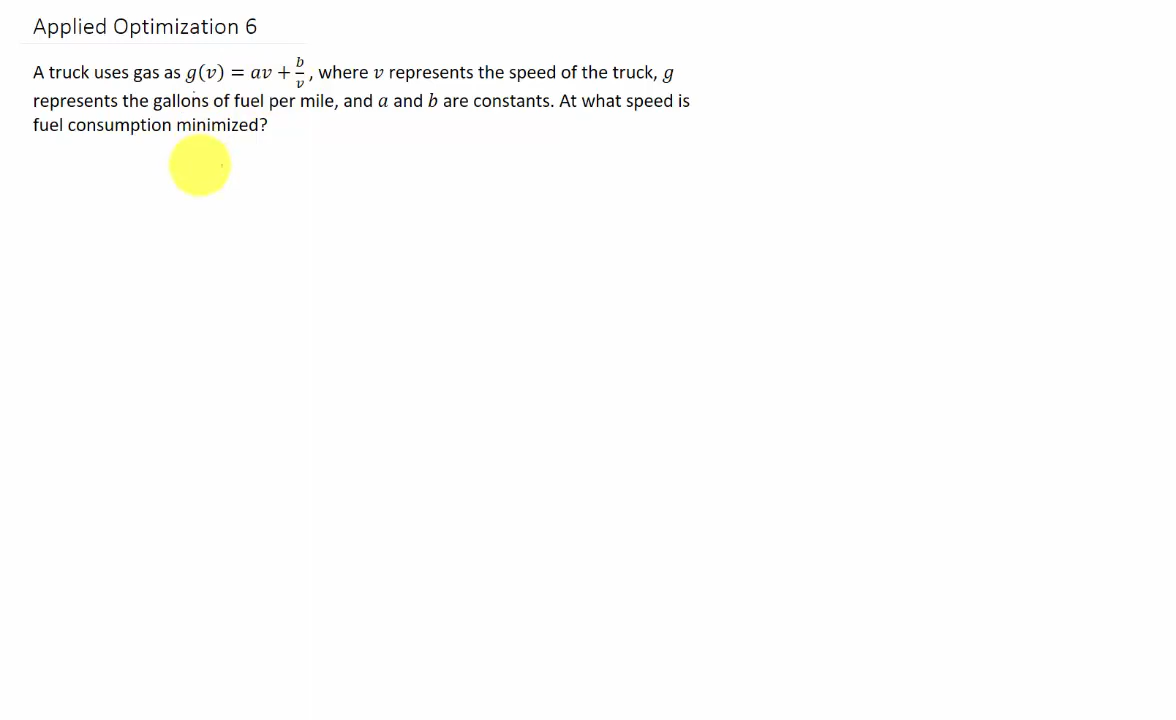 Applied Optimization 6
A truck uses gas as g(v) = av + b/v, where v represents the speed of the truck, g
represents the gallons of fuel per mile, and a and b are constants. At what speed is
fuel consumption minimized?